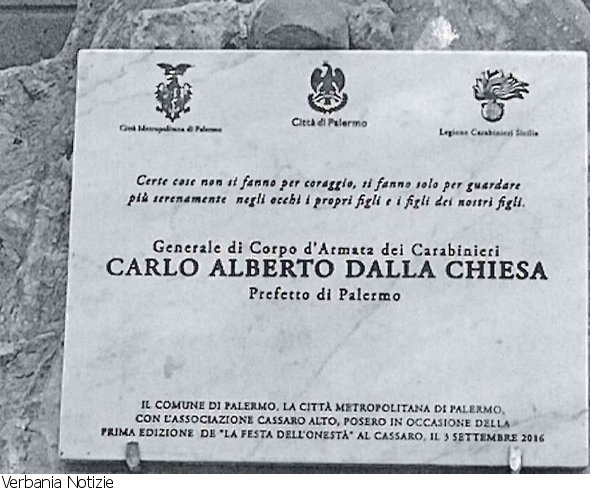 Città Metropolitana di Palermo
Città di Palermo
Legione Carabinieri Sicilia
Certe cose non si fanno per coraggio, si fanno solo per guardare
più serenamente negli occhi i propri figli e i figli dei nostri figli.
Generale di Corpo d'Armata dei Carabinieri
CARLO ALBERTO DALLA CHIESA
Prefetto di Palermo
IL COMUNE DI PALERMO, LA CITTÀ METROPOLITANA DI PALERMO,
CON L'ASSOCIAZIONE CASSARO ALTO, POSERO IN OCCASIONE DELLA
PRIMA EDIZIONE DE "LA FESTA DELL'ONESTÀ" AL CASSARO, IL 3 SETTEMBRE 2016
Verbania Notizie